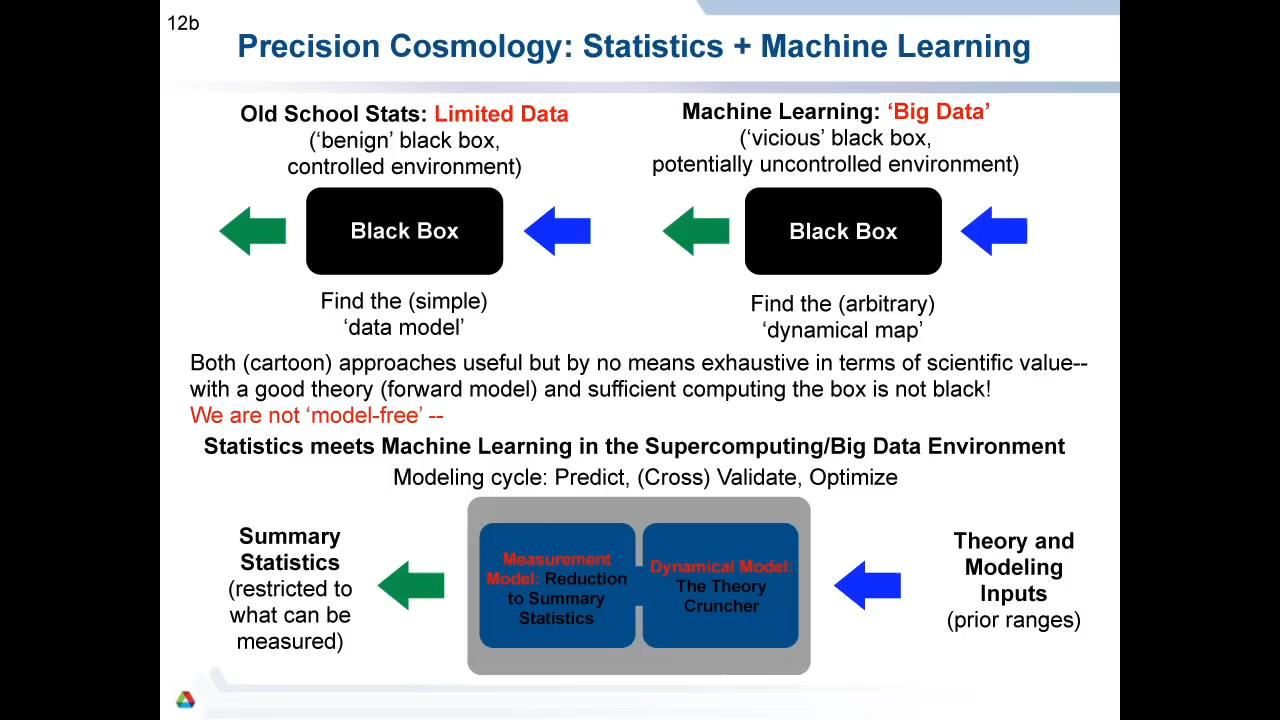 12b
Precision Cosmology: Statistics + Machine Learning
Old School Stats: Limited Data
(‘benign’ black box,
controlled environment)
Black Box
Find the (simple)
‘data model’
Machine Learning: ‘Big Data’
(‘vicious’ black box,
potentially uncontrolled environment)
Black Box
Find the (arbitrary)
‘dynamical map’
Both (cartoon) approaches useful but by no means exhaustive in terms of scientific value--
with a good theory (forward model) and sufficient computing the box is not black!
We are not ‘model-free’ --
Statistics meets Machine Learning in the Supercomputing/Big Data Environment
Modeling cycle: Predict, (Cross) Validate, Optimize
Summary
Statistics
(restricted to
what can be
measured)
Measurement
Model: Reduction
to Summary
Statistics
Dynamical Model:
The Theory
Cruncher
Theory and
Modeling
Inputs
(prior ranges)